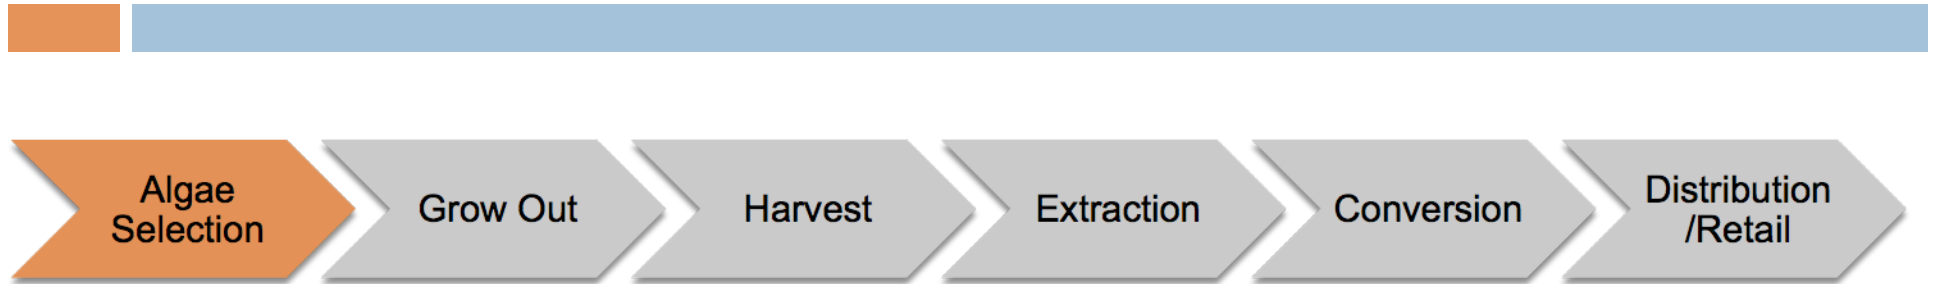 Algae
Selection
Grow Out
Harvest
Extraction
Conversion
Distribution
/Retail